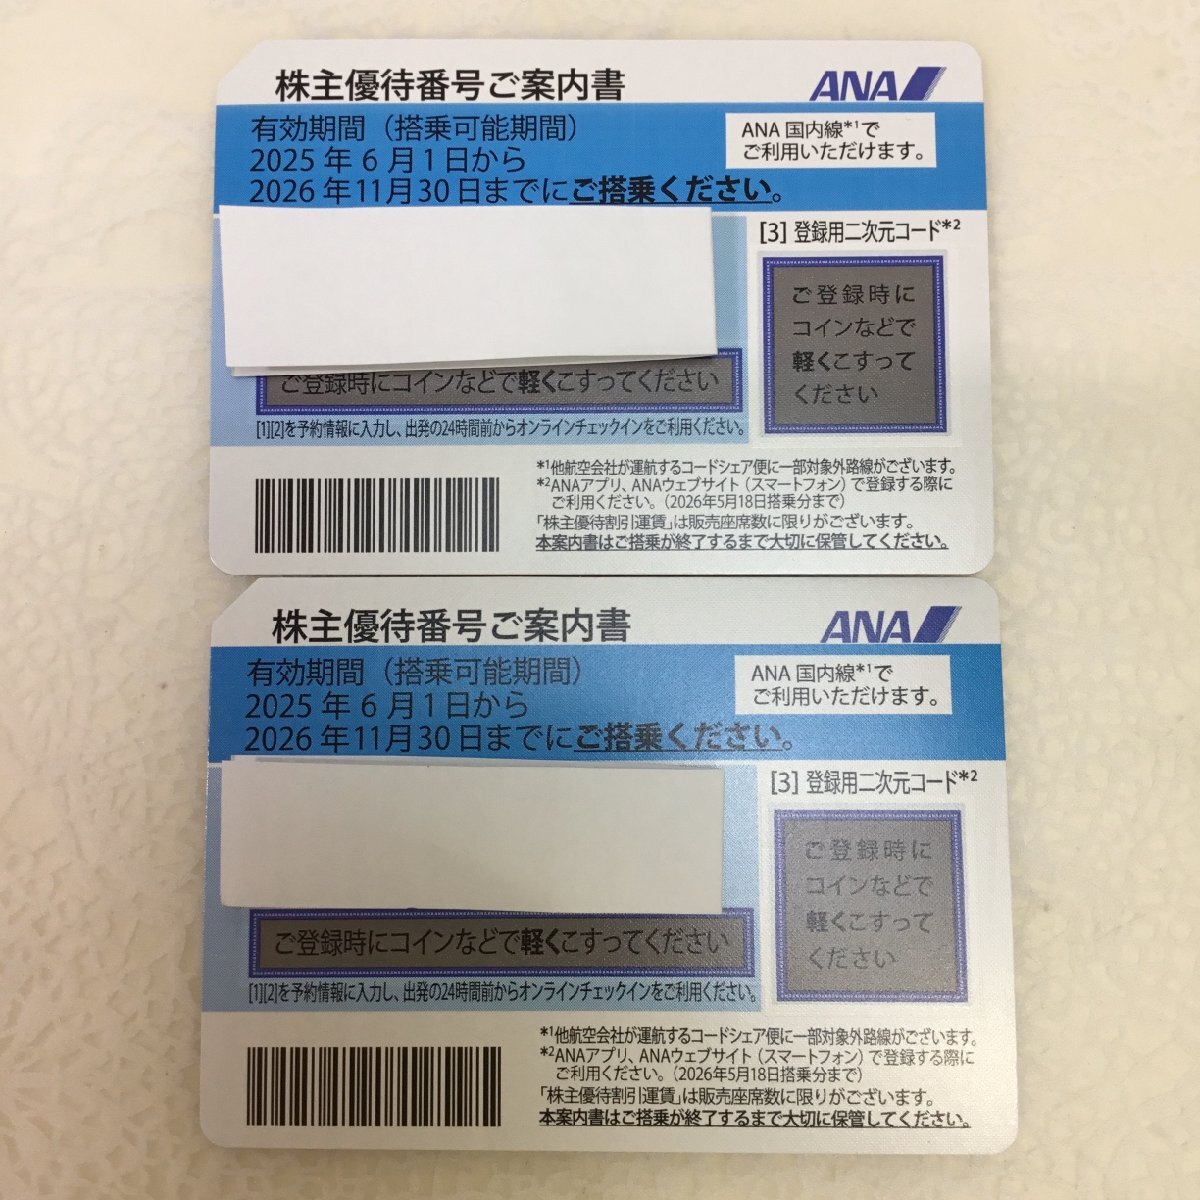 株主優待番号ご案内書
ANA
有効期間（搭乗可能期間）
2025年6月1日から
2026年11月30日までにご搭乗ください。
ANA国内線*1で
ご利用いただけます。
[3] 登録用二次元コード*2
ご登録時に
コインなどで
軽くこすって
ください
ご登録時にコインなどで軽くこすってください
[1][2]を予約情報に入力し、出発の24時間前からオンラインチェックインをご利用ください。
*1他航空会社が運航するコードシェア便に一部対象外路線がございます。
*2ANAアプリ、ANAウェブサイト（スマートフォン）で登録する際に
ご利用ください。（2026年5月18日搭乗分まで）
「株主優待割引運賃」は販売座席数に限りがございます。
本案内書はご搭乗が終了するまで大切に保管してください。
株主優待番号ご案内書
ANA
有効期間（搭乗可能期間）
2025年6月1日から
2026年11月30日までにご搭乗ください。
ANA国内線*1で
ご利用いただけます。
[3] 登録用二次元コード*2
ご登録時に
コインなどで
軽くこすって
ください
ご登録時にコインなどで軽くこすってください
[1][2]を予約情報に入力し、出発の24時間前からオンラインチェックインをご利用ください。
*1他航空会社が運航するコードシェア便に一部対象外路線がございます。
*2ANAアプリ、ANAウェブサイト（スマートフォン）で登録する際に
ご利用ください。（2026年5月18日搭乗分まで）
「株主優待割引運賃」は販売座席数に限りがございます。
本案内書はご搭乗が終了するまで大切に保管してください。